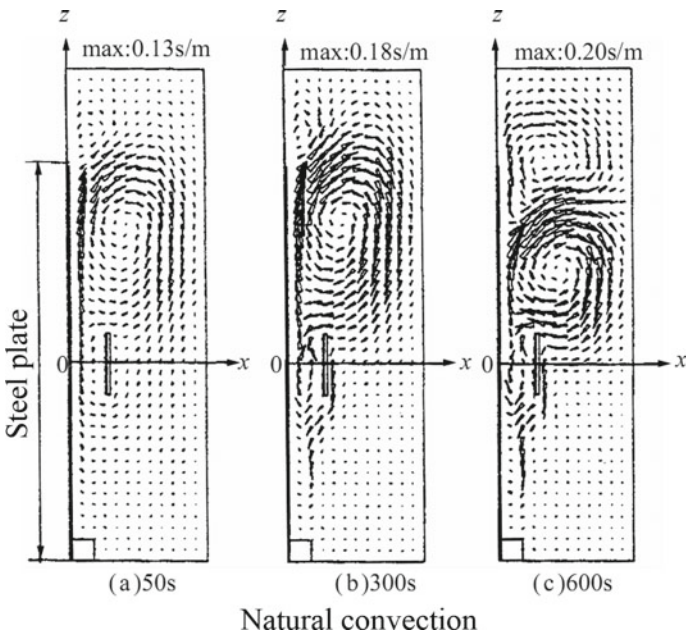 z z z
max:0.13s/m max:0.18s/m max:0.20s/m
Steel plate
0 x 0 x 0 x
(a)50s (b)300s (c)600s
Natural convection